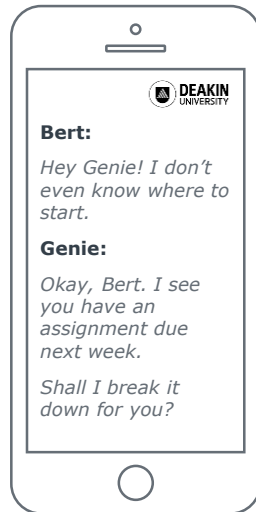 DEAKIN
UNIVERSITY
Bert:
Hey Genie! I don’t
even know where to
start.
Genie:
Okay, Bert. I see
you have an
assignment due
next week.
Shall I break it
down for you?